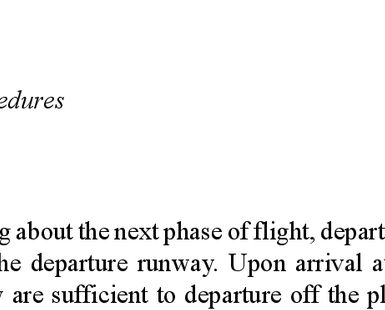 edures
g about the next phase of flight, depart
he departure runway. Upon arrival a
are sufficient to departure off the pl